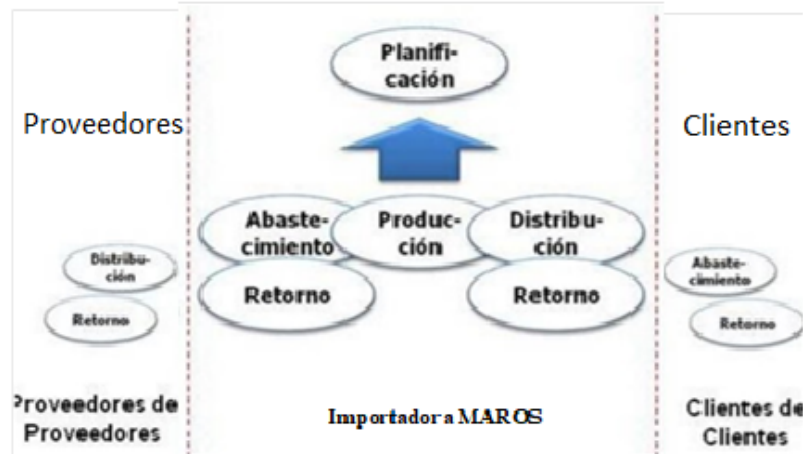 Planifi-
cación
Proveedores
Clientes
Abaste-
cimiento
Produc-
ción
Distribu-
ción
Retorno
Retorno
Distribu-
ción
Retorno
Abaste-
cimiento
Retorno
Proveedores de
Proveedores
Importadora MAROS
Clientes de
Clientes